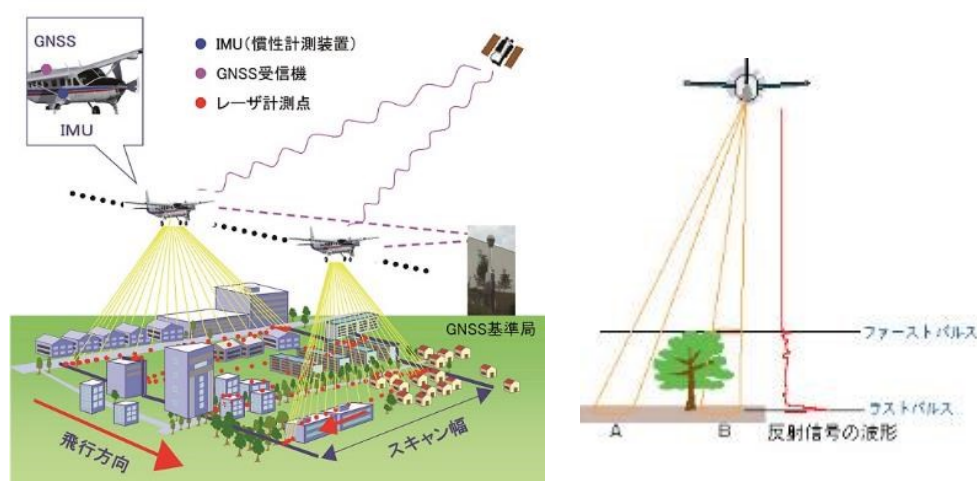 GNSS
IMU
● IMU(慣性計測装置)
● GNSS受信機
● レーザ計測点
GNSS基準局
飛行方向
スキャン幅
ファーストパルス
ラストパルス
A
B
反射信号の波形